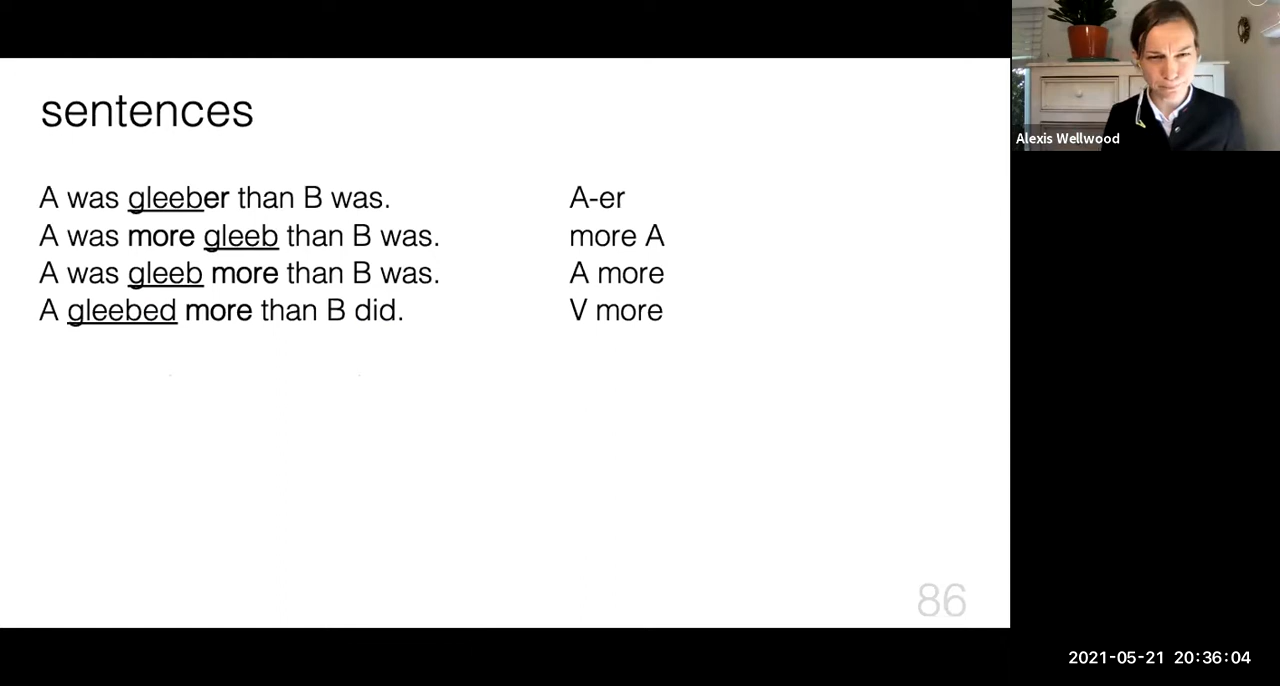 sentences
A was gleeber than B was. A-er
A was more gleeb than B was. more A
A was gleeb more than B was. A more
A gleebed more than B did. V more
86
Alexis Wellwood
2021-05-21 20:36:04